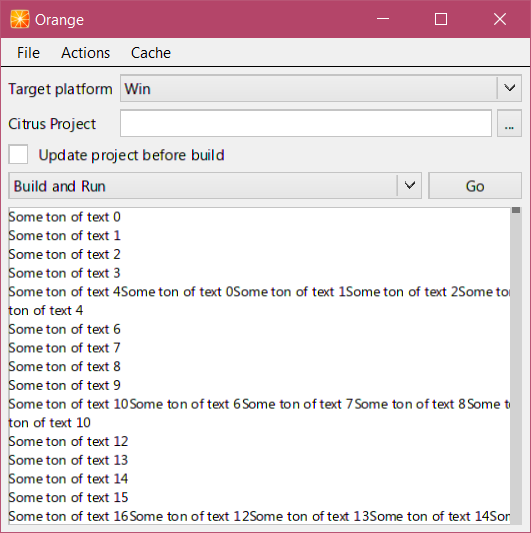 Orange
File Actions Cache
Target platform Win
Citrus Project ...
Update project before build
Build and Run Go
Some ton of text 0
Some ton of text 1
Some ton of text 2
Some ton of text 3
Some ton of text 4Some ton of text 0Some ton of text 1Some ton of text 2Some to
ton of text 4
Some ton of text 6
Some ton of text 7
Some ton of text 8
Some ton of text 9
Some ton of text 10Some ton of text 6Some ton of text 7Some ton of text 8Some t
ton of text 10
Some ton of text 12
Some ton of text 13
Some ton of text 14
Some ton of text 15
Some ton of text 16Some ton of text 12Some ton of text 13Some ton of text 14Som